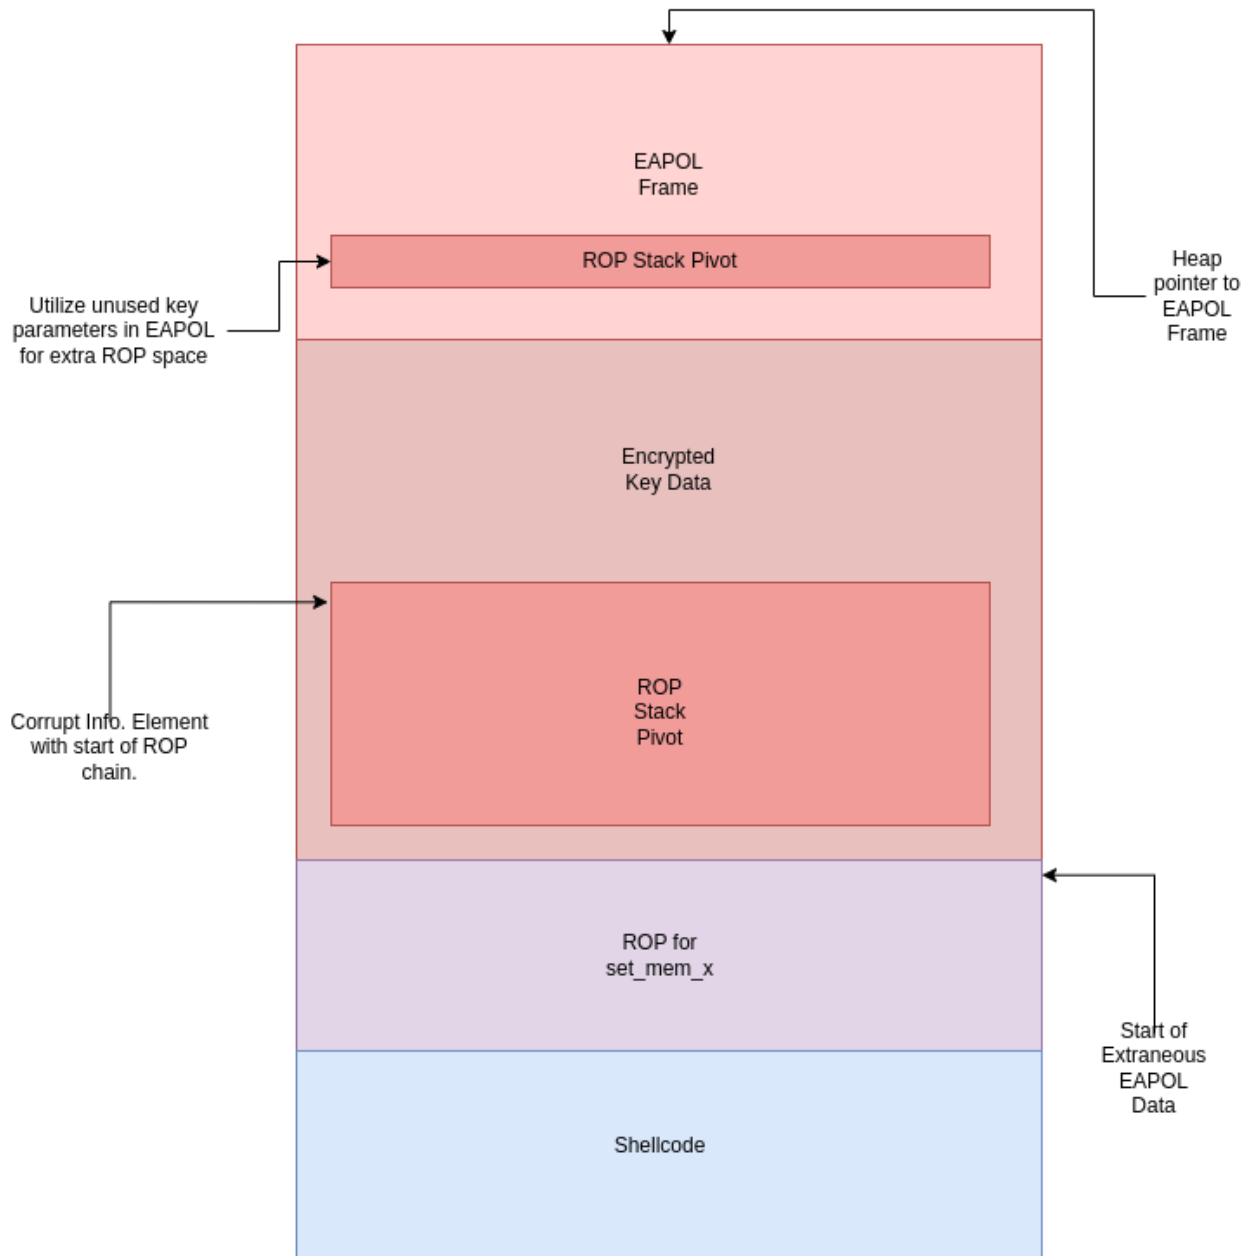 EAPOL
Frame
ROP Stack Pivot
Heap
pointer to
EAPOL
Frame
Utilize unused key
parameters in EAPOL
for extra ROP space
Encrypted
Key Data
ROP
Stack
Pivot
Corrupt Info. Element
with start of ROP
chain.
ROP for
set_mem_x
Start of
Extraneous
EAPOL
Data
Shellcode